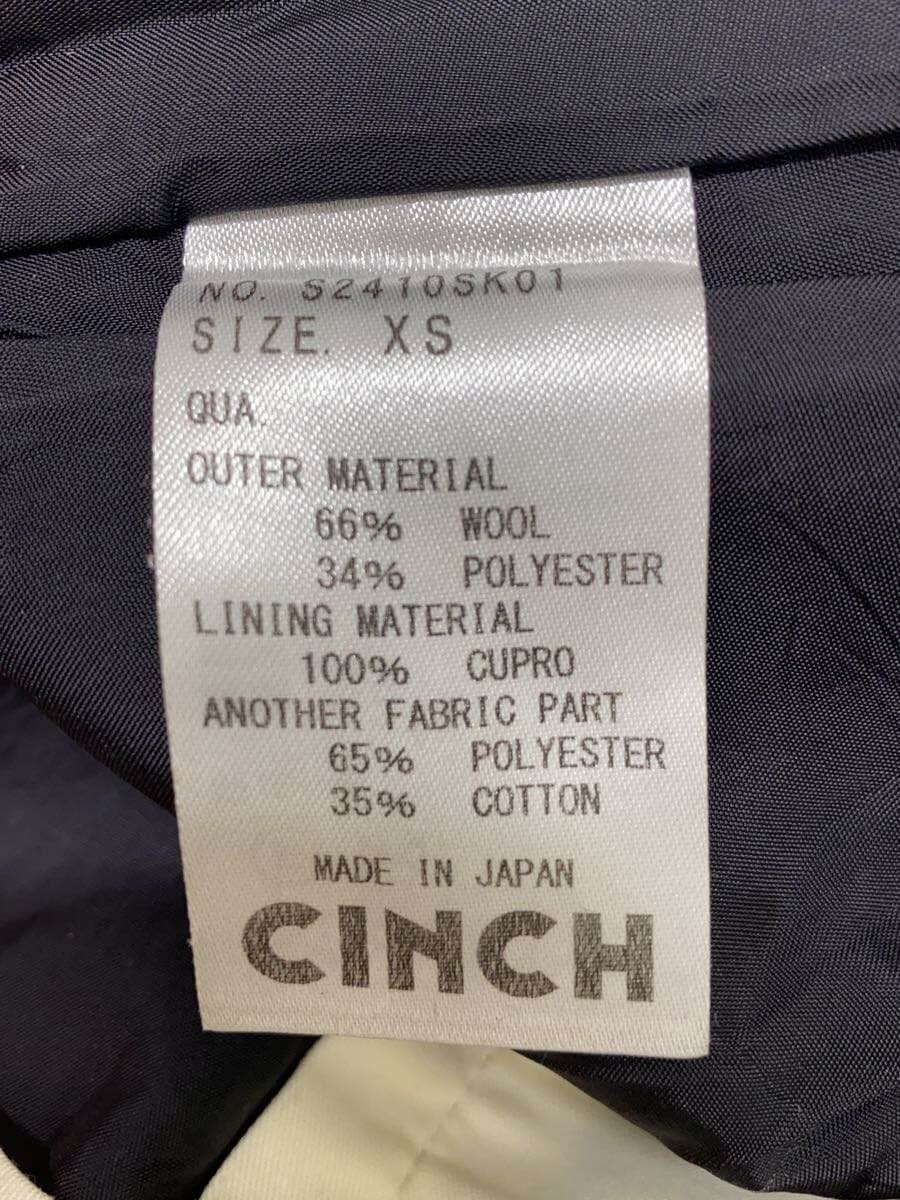 NO. S2410SK01
SIZE. XS
QUA.
OUTER MATERIAL
66% WOOL
34% POLYESTER
LINING MATERIAL
100% CUPRO
ANOTHER FABRIC PART
65% POLYESTER
35% COTTON
MADE IN JAPAN
CINCH